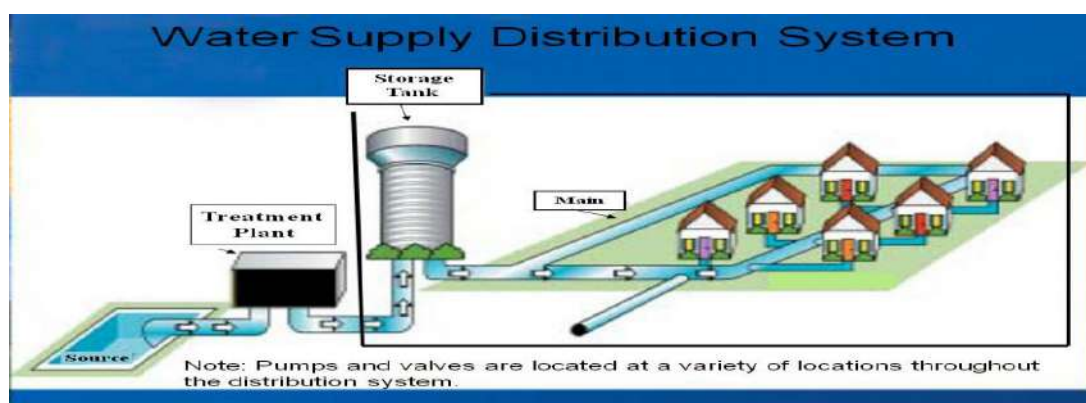 Water Supply Distribution System
Storage
Tank
Main
Treatment
Plant
Source
Note: Pumps and valves are located at a variety of locations throughout
the distribution system.